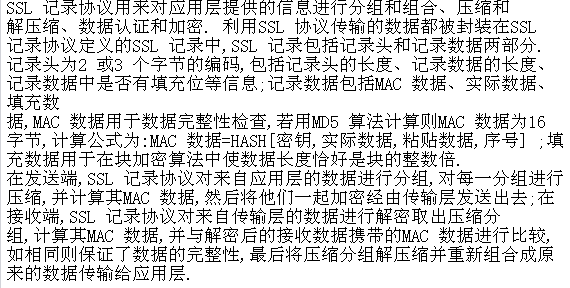 SSL 记录协议用来对应用层提供的信息进行分组和组合、压缩和
解压缩、数据认证和加密. 利用SSL 协议传输的数据都被封装在SSL
记录协议定义的SSL 记录中,SSL 记录包括记录头和记录数据两部分.
记录头为2 或3 个字节的编码,包括记录头的长度、记录数据的长度、
记录数据中是否有填充位等信息;记录数据包括MAC 数据、实际数据、
填充数
据,MAC 数据用于数据完整性检查,若用MD5 算法计算则MAC 数据为16
字节,计算公式为:MAC 数据=HASH[密钥,实际数据,粘贴数据,序号] ;填
充数据用于在块加密算法中使数据长度恰好是块的整数倍.
在发送端,SSL 记录协议对来自应用层的数据进行分组,对每一分组进行
压缩,并计算其MAC 数据,然后将他们一起加密经由传输层发送出去;在
接收端,SSL 记录协议对来自传输层的数据进行解密取出压缩分
组,计算其MAC 数据,并与解密后的接收数据携带的MAC 数据进行比较,
如相同则保证了数据的完整性,最后将压缩分组解压缩并重新组合成原
来的数据传输给应用层.